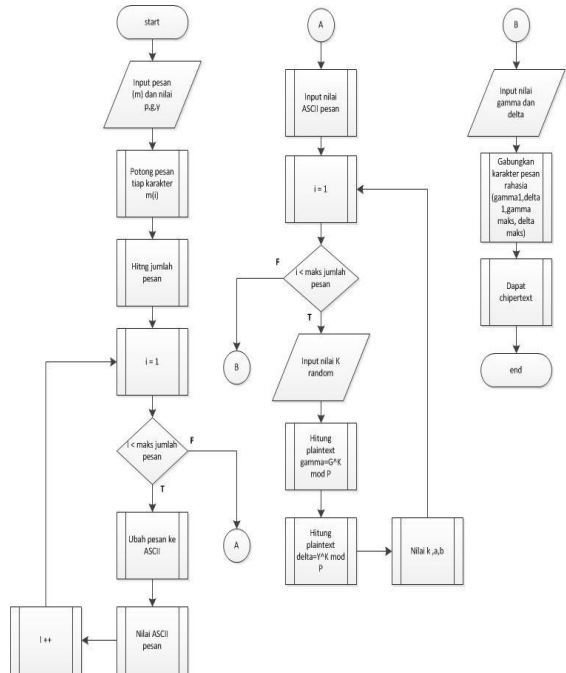 start
Input pesan
(m) dan nilai
p,g,y
Potong pesan
tiap karakter
m(i)
Hitng jumlah
pesan
i = 1
I < maks jumlah
pesan
F
T
Ubah pesan ke
ASCII
A
Nilai ASCII
pesan
I ++
A
Input nilai
ASCII pesan
i = 1
i < maks jumlah
pesan
F
T
B
Input nilai K
random
Hitung
plaintext
gamma=G^K
mod P
Hitung
plaintext
delta=Y^K mod
P
Nilai k ,a,b
B
Input nilai
gamma dan
delta
Gabungkan
karakter pesan
rahasia
(gamma1,delta
1,gamma
maks, delta
maks)
Dapat
chipertext
end